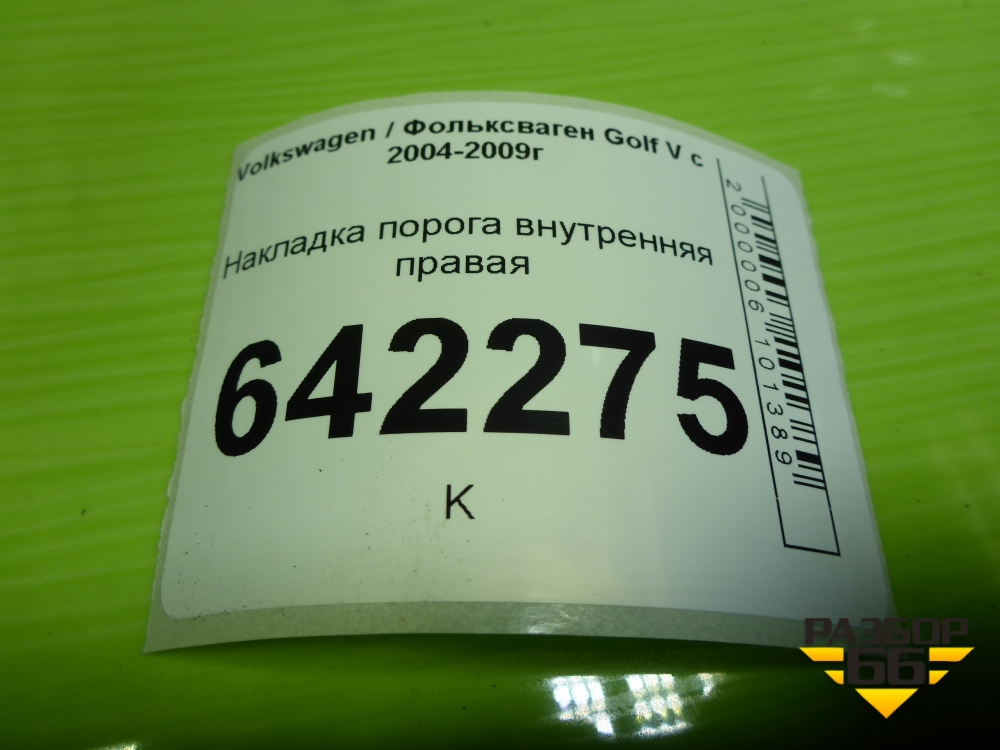 Volkswagen / Фольксваген Golf V с
2004-2009г
Накладка порога внутренняя
правая
642275
К
2000006101389
РАЗБОР
66